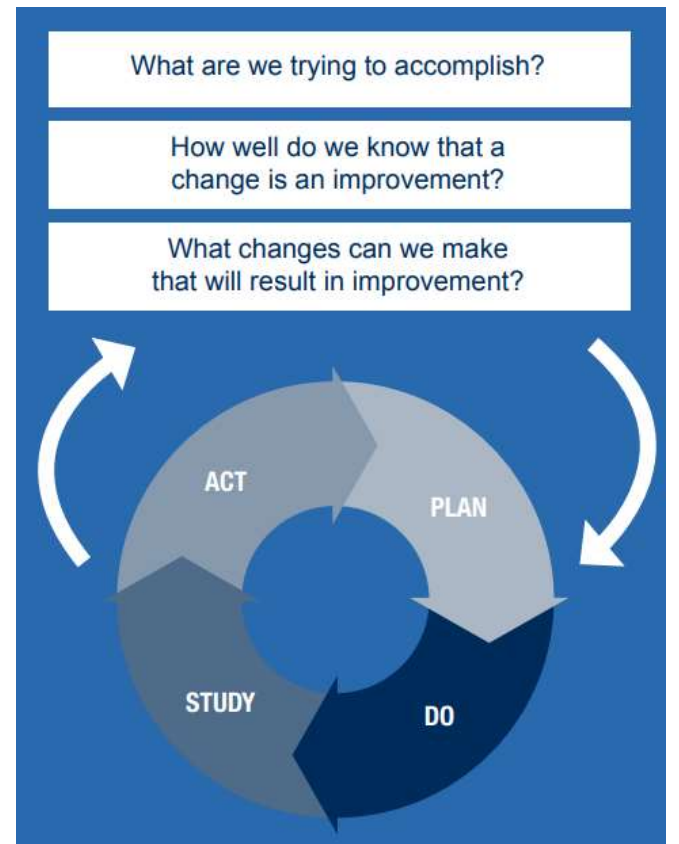 What are we trying to accomplish?
How well do we know that a
change is an improvement?
What changes can we make
that will result in improvement?
ACT
PLAN
STUDY
DO